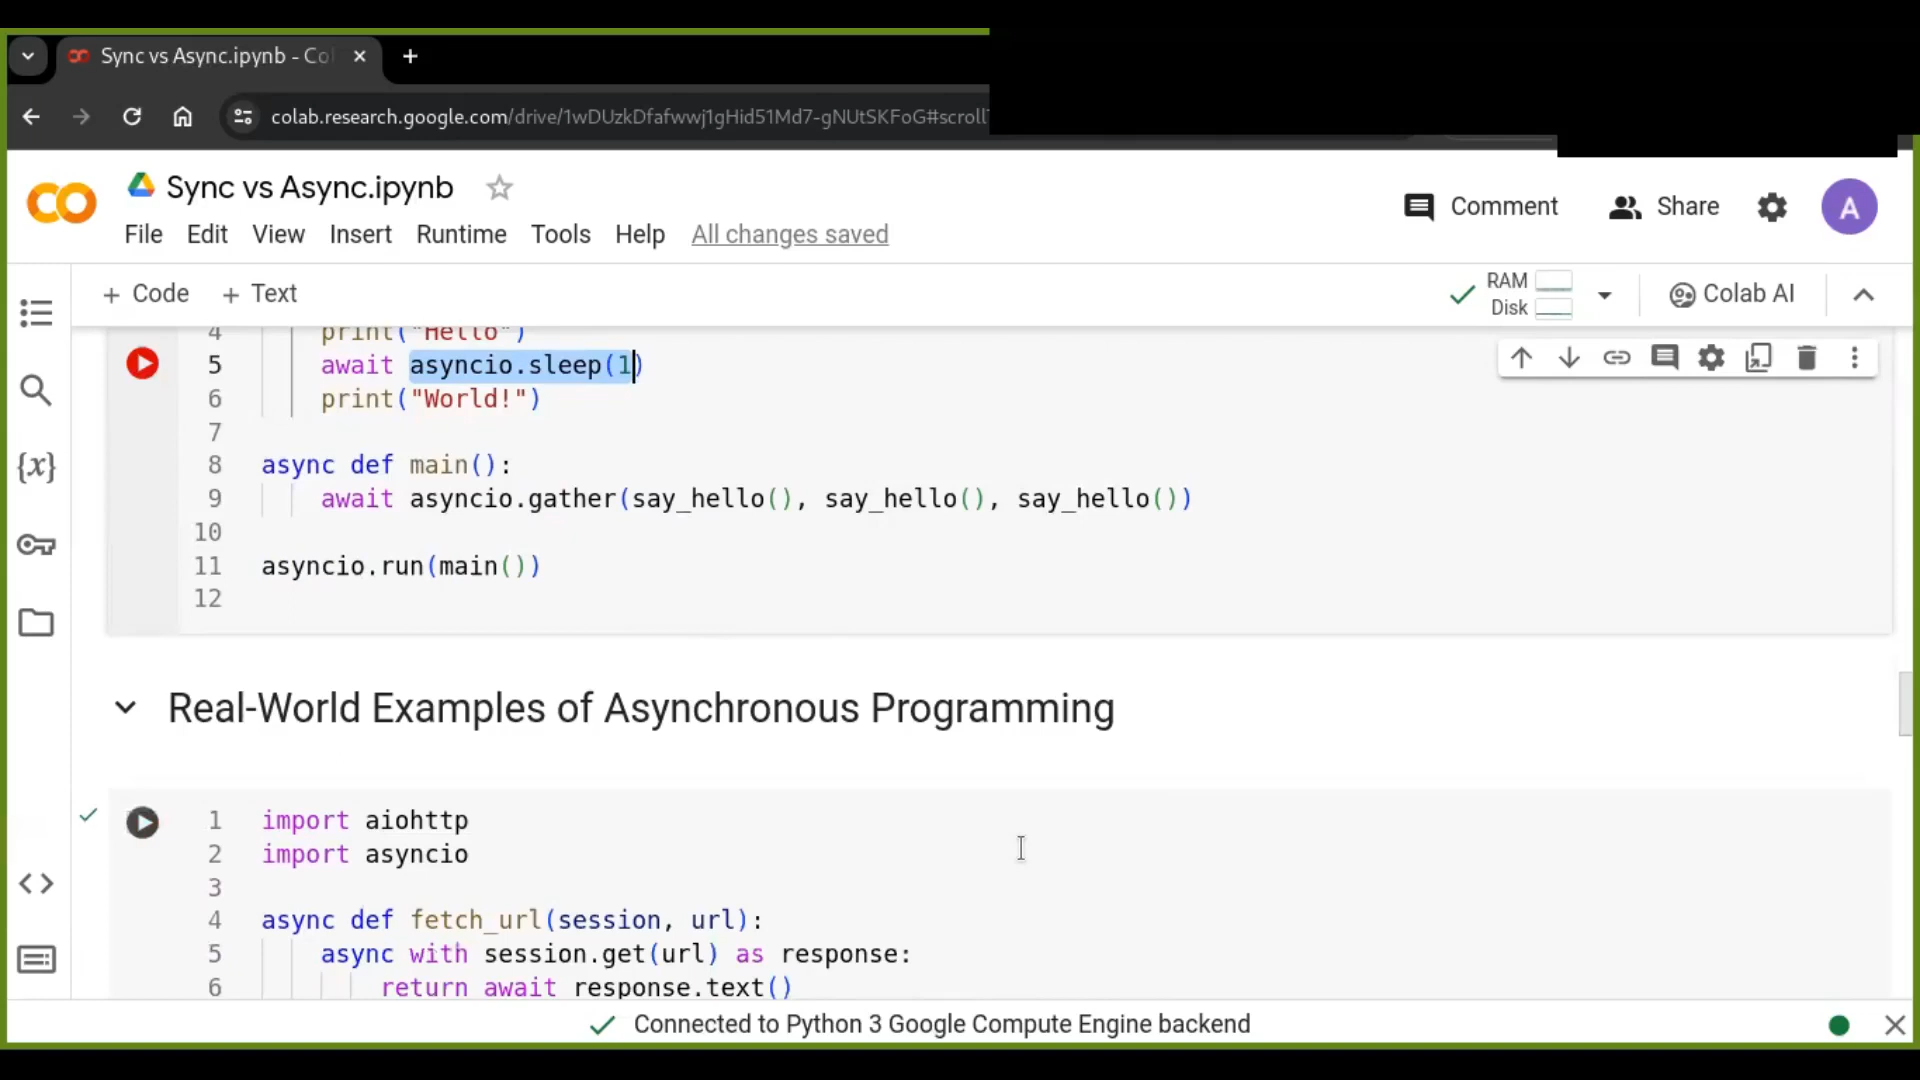 Sync vs Async.ipynb - Co
colab.research.google.com/drive/1wDUzkDfafwwj1gHid51Md7-gNUtSKFoG#scroll
Sync vs Async.ipynb
Comment
Share
A
File Edit View Insert Runtime Tools Help All changes saved
+ Code + Text
RAM
Disk
Colab AI
4 print("Hello")
5 await asyncio.sleep(1)
6 print("World!")
7
8 async def main():
9 await asyncio.gather(say_hello(), say_hello(), say_hello())
10
11 asyncio.run(main())
12
Real-World Examples of Asynchronous Programming
1 import aiohttp
2 import asyncio
3
4 async def fetch_url(session, url):
5 async with session.get(url) as response:
6 return await response.text()
Connected to Python 3 Google Compute Engine backend